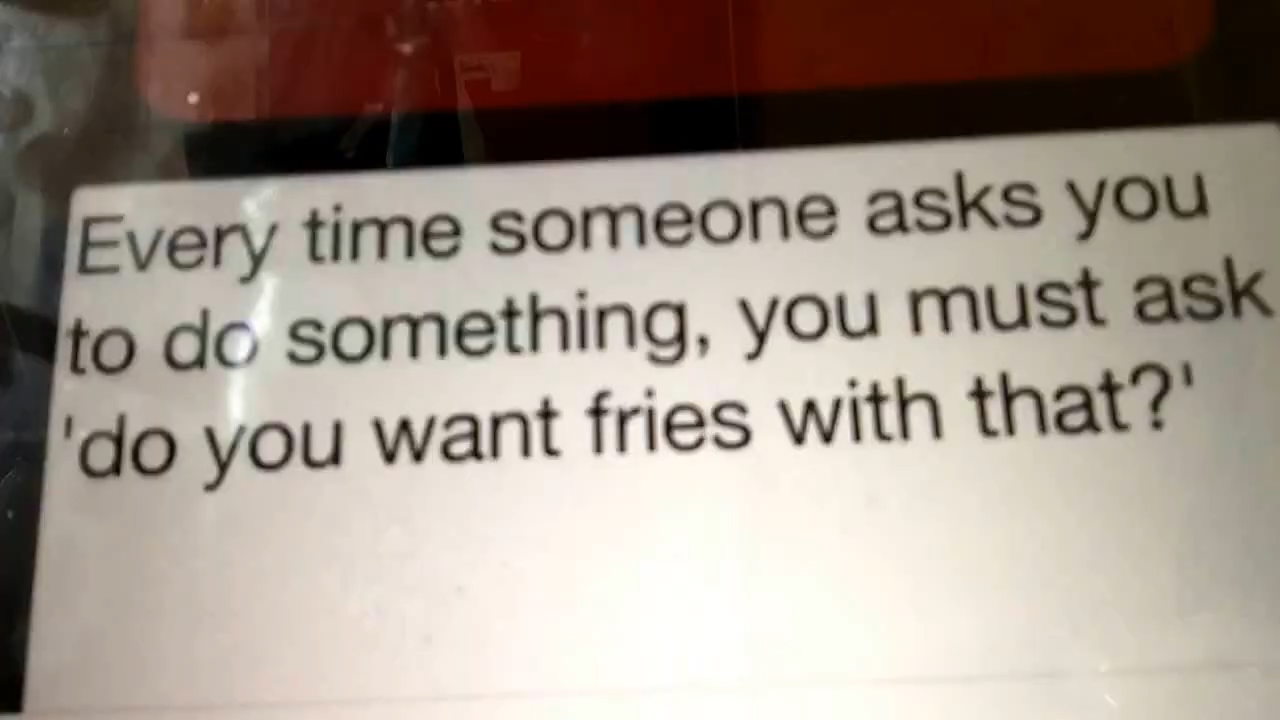 Every time someone asks you
to do something, you must ask
'do you want fries with that?'